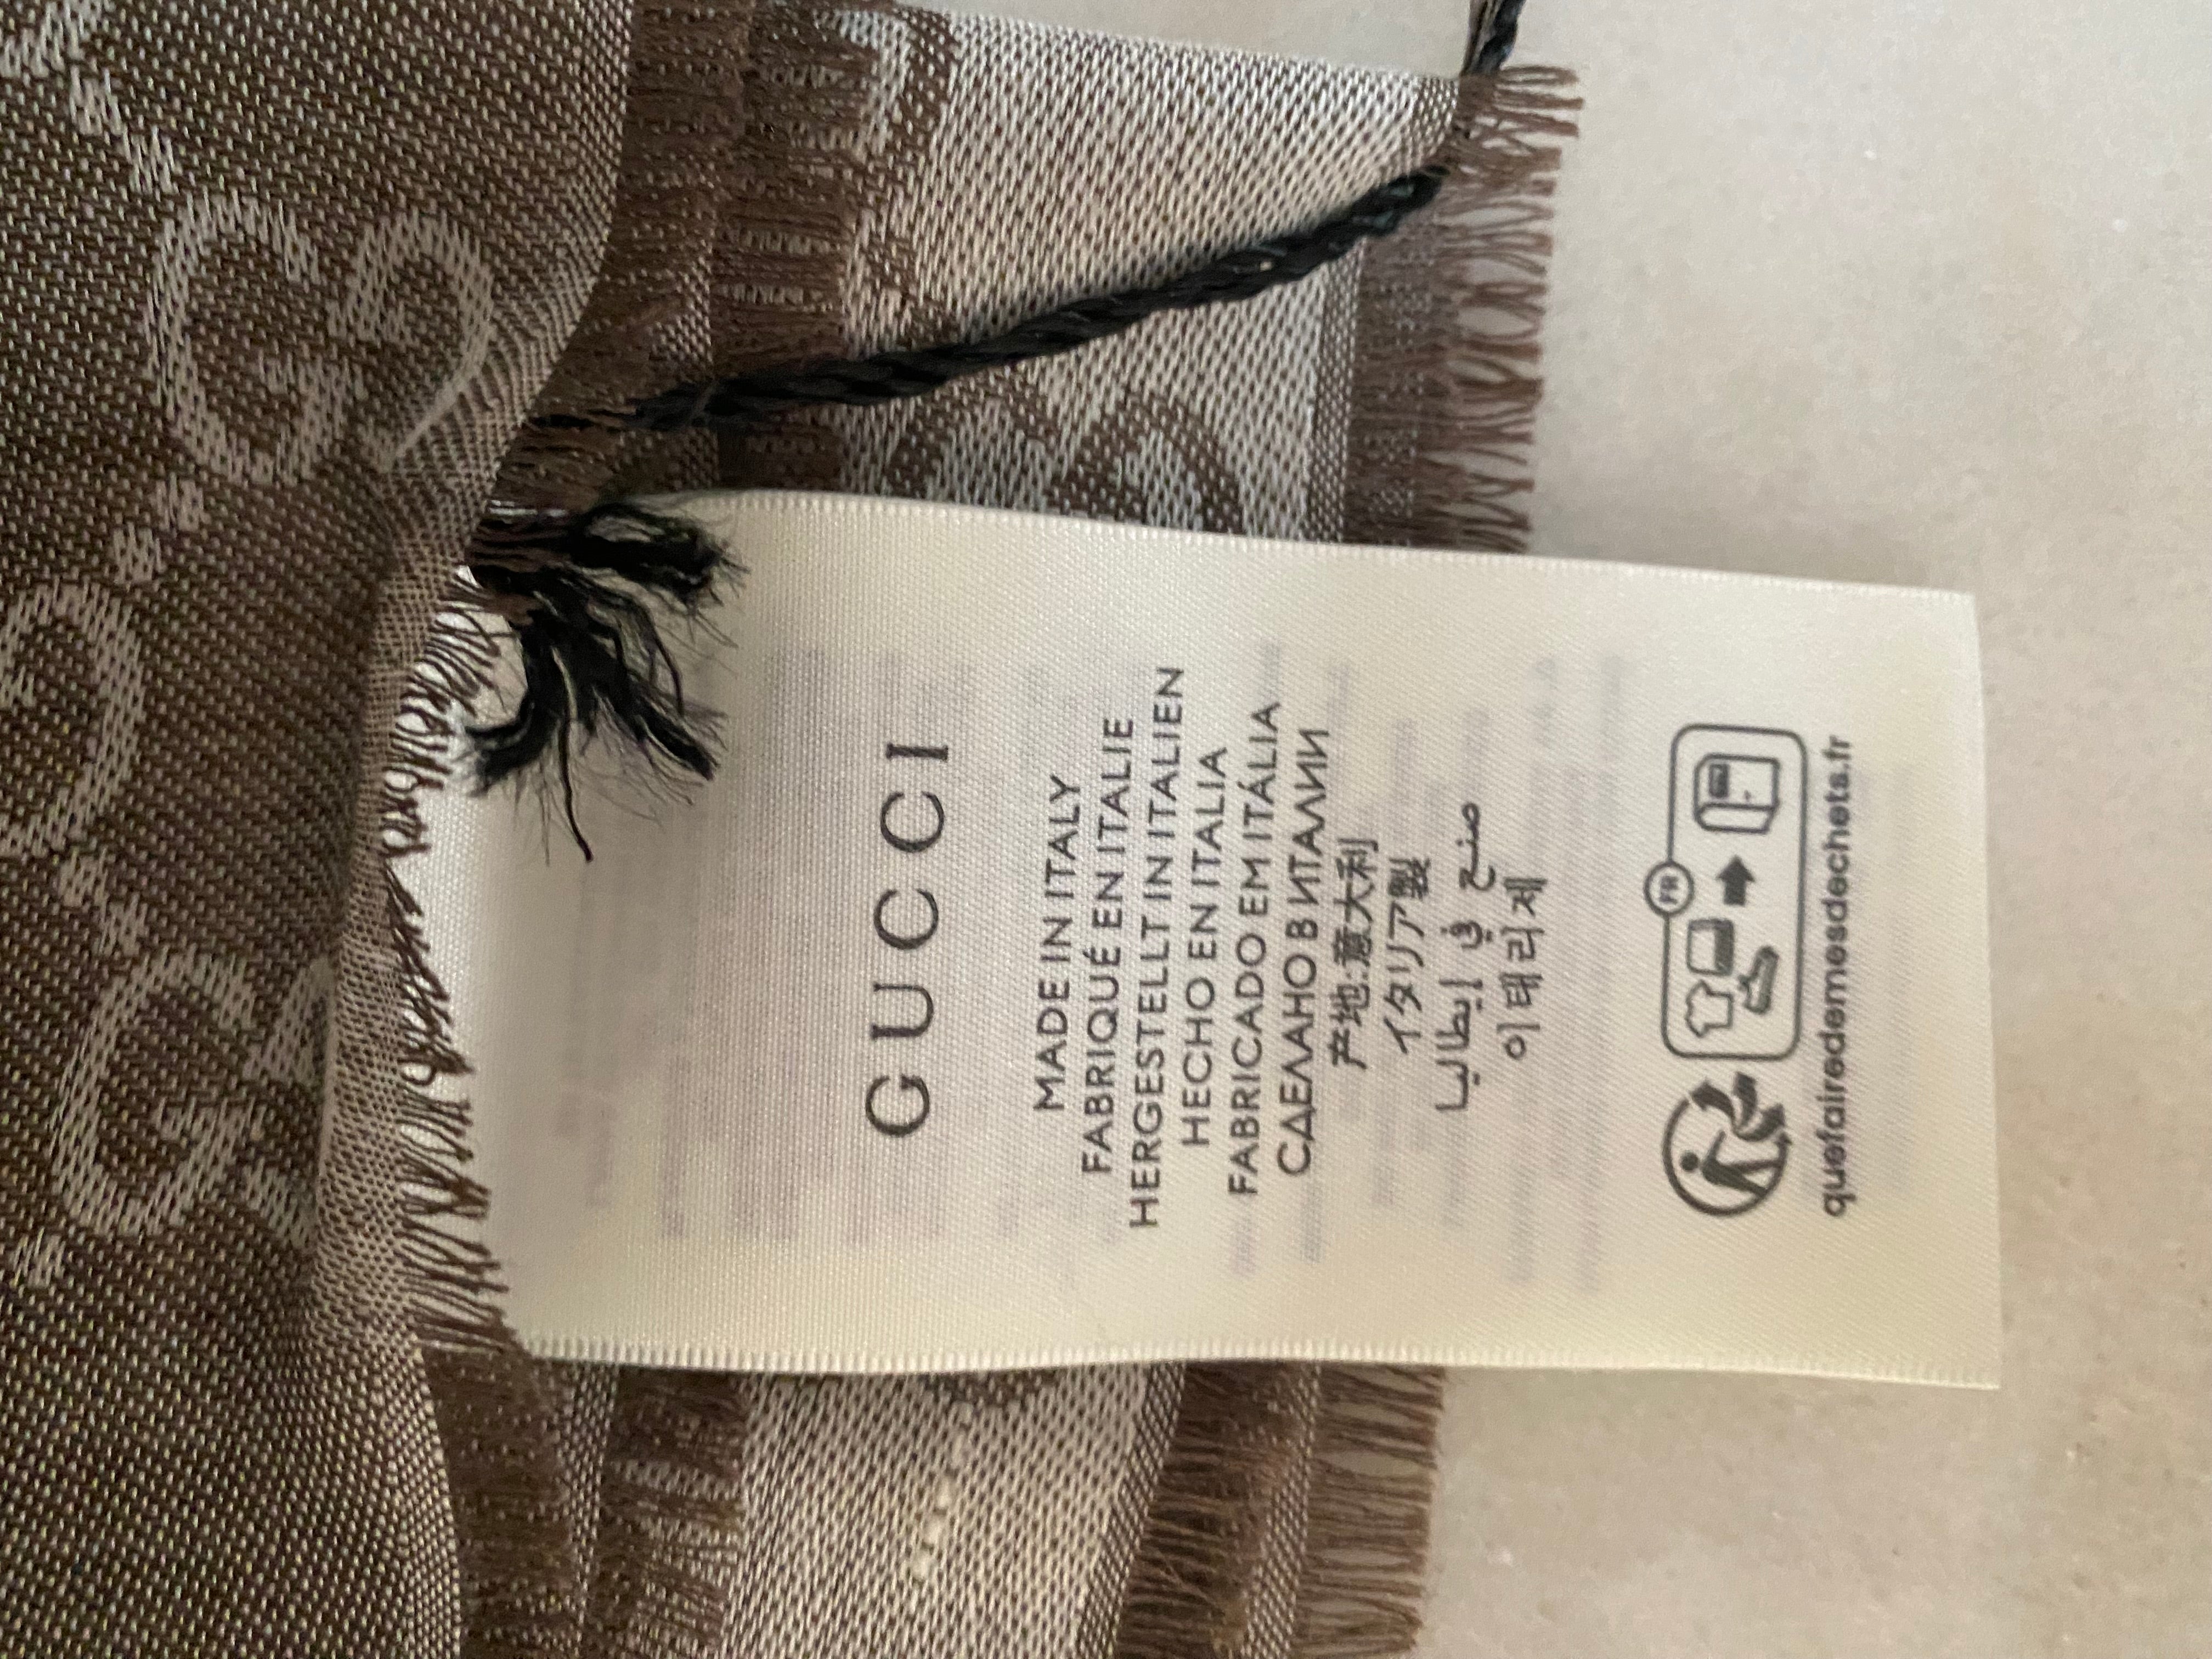 GUCCI
MADE IN ITALY
FABRIQUÉ EN ITALIE
HERGESTELLT IN ITALIEN
HECHO EN ITALIA
FABRICADO EM ITÁLIA
СДЕЛАНО В ИТАЛИИ
产地:意大利
イタリア製
صنع في إيطاليا
이태리제
FR
quefairedemesdechets.fr